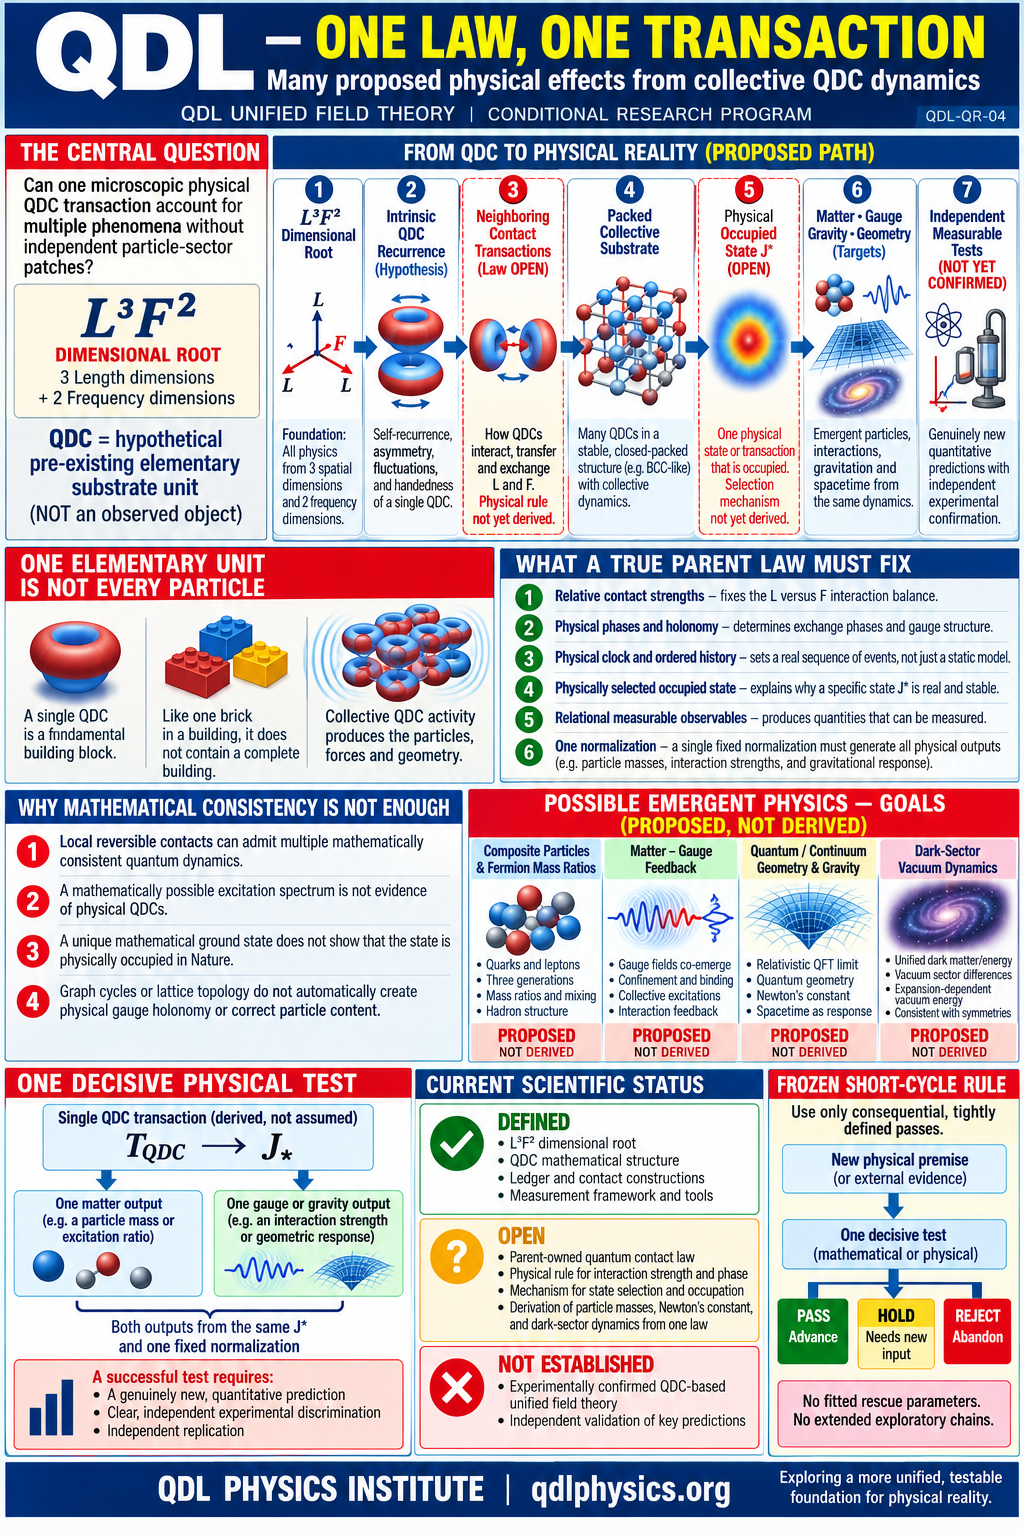 QDL — ONE LAW, ONE TRANSACTION
Many proposed physical effects from collective QDC dynamics
QDL UNIFIED FIELD THEORY | CONDITIONAL RESEARCH PROGRAM
QDL-QR-04
THE CENTRAL QUESTION
Can one microscopic physical
QDC transaction account for
multiple phenomena without
independent particle-sector
patches?
L³F²
DIMENSIONAL ROOT
3 Length dimensions
+ 2 Frequency dimensions
QDC = hypothetical
pre-existing elementary
substrate unit
(NOT an observed object)
FROM QDC TO PHYSICAL REALITY (PROPOSED PATH)
1
L³F²
Dimensional
Root
L
F
L
L
Foundation:
All physics
from 3 spatial
dimensions
and 2 frequency
dimensions.
2
Intrinsic
QDC
Recurrence
(Hypothesis)
Self-recurrence,
asymmetry,
fluctuations,
and handedness
of a single QDC.
3
Neighboring
Contact
Transactions
(Law OPEN)
How QDCs
interact, transfer
and exchange
L and F.
Physical rule
not yet derived.
4
Packed
Collective
Substrate
Many QDCs in a
stable, closed-packed
structure (e.g. BCC-like)
with collective
dynamics.
5
Physical
Occupied
State J*
(OPEN)
One physical
state or transaction
that is occupied.
Selection
mechanism
not yet derived.
6
Matter • Gauge
Gravity • Geometry
(Targets)
Emergent particles,
interactions,
gravitation and
spacetime from
the same dynamics.
7
Independent
Measurable
Tests
(NOT YET
CONFIRMED)
Genuinely new
quantitative
predictions with
independent
experimental
confirmation.
ONE ELEMENTARY UNIT
IS NOT EVERY PARTICLE
A single QDC
is a fmndamental
building block.
Like one brick
in a building, it does
not contain a complete
building.
Collective QDC activity
produces the particles,
forces and geometry.
WHAT A TRUE PARENT LAW MUST FIX
1 Relative contact strengths – fixes the L versus F interaction balance.
2 Physical phases and holonomy – determines exchange phases and gauge structure.
3 Physical clock and ordered history – sets a real sequence of events, not just a static model.
4 Physically selected occupied state – explains why a specific state J* is real and stable.
5 Relational measurable observables – produces quantities that can be measured.
6 One normalization – a single fixed normalization must generate all physical outputs
(e.g. particle masses, interaction strengths, and gravitational response).
WHY MATHEMATICAL CONSISTENCY IS NOT ENOUGH
1 Local reversible contacts can admit multiple mathematically
consistent quantum dynamics.
2 A mathematically possible excitation spectrum is not evidence
of physical QDCs.
3 A unique mathematical ground state does not show that the state is
physically occupied in Nature.
4 Graph cycles or lattice topology do not automatically create
physical gauge holonomy or correct particle content.
POSSIBLE EMERGENT PHYSICS — GOALS
(PROPOSED, NOT DERIVED)
Composite Particles
& Fermion Mass Ratios
• Quarks and leptons
• Three generations
• Mass ratios and mixing
• Hadron structure
PROPOSED
NOT DERIVED
Matter – Gauge
Feedback
• Gauge fields co-emerge
• Confinement and binding
• Collective excitations
• Interaction feedback
PROPOSED
NOT DERIVED
Quantum / Continuum
Geometry & Gravity
• Relativistic QFT limit
• Quantum geometry
• Newton's constant
• Spacetime as response
PROPOSED
NOT DERIVED
Dark-Sector
Vacuum Dynamics
• Unified dark matter/energy
• Vacuum sector differences
• Expansion-dependent
vacuum energy
• Consistent with symmetries
PROPOSED
NOT DERIVED
ONE DECISIVE PHYSICAL TEST
Single QDC transaction (derived, not assumed)
T_QDC → J⋆
One matter output
(e.g. a particle mass or
excitation ratio)
One gauge or gravity output
(e.g. an interaction strength
or geometric response)
Both outputs from the same J*
and one fixed normalization
A successful test requires:
• A genuinely new, quantitative prediction
• Clear, independent experimental discrimination
• Independent replication
CURRENT SCIENTIFIC STATUS
DEFINED
• L³F² dimensional root
• QDC mathematical structure
• Ledger and contact constructions
• Measurement framework and tools
?
OPEN
• Parent-owned quantum contact law
• Physical rule for interaction strength and phase
• Mechanism for state selection and occupation
• Derivation of particle masses, Newton's constant,
and dark-sector dynamics from one law
NOT ESTABLISHED
• Experimentally confirmed QDC-based
unified field theory
• Independent validation of key predictions
FROZEN SHORT-CYCLE RULE
Use only consequential, tightly
defined passes.
New physical premise
(or external evidence)
One decisive test
(mathematical or physical)
PASS
Advance
HOLD
Needs new
input
REJECT
Abandon
No fitted rescue parameters.
No extended exploratory chains.
QDL PHYSICS INSTITUTE | qdlphysics.org
Exploring a more unified, testable
foundation for physical reality.